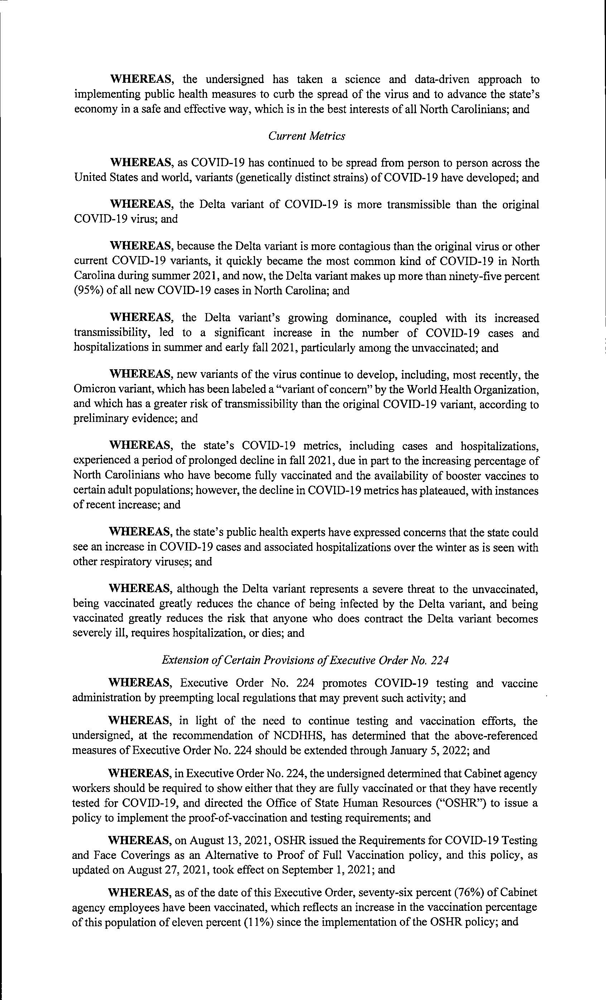 WHEREAS, the undersigned has taken a science and data-driven approach to
implementing public health measures to curb the spread of the virus and to advance the state's
economy in a safe and effective way, which is in the best interests of all North Carolinians; and
Current Metrics
WHEREAS, as COVID-19 has continued to be spread from person to person across the
United States and world, variants (genetically distinct strains) of COVID-19 have developed; and
WHEREAS, the Delta variant of COVID-19 is more transmissible than the original
COVID-19 virus; and
WHEREAS, because the Delta variant is more contagious than the original virus or other
current COVID-19 variants, it quickly became the most common kind of COVID-19 in North
Carolina during summer 2021, and now, the Delta variant makes up more than ninety-five percent
(95%) of all new COVID-19 cases in North Carolina; and
WHEREAS, the Delta variant's growing dominance, coupled with its increased
transmissibility, led to a significant increase in the number of COVID-19 cases and
hospitalizations in summer and early fall 2021, particularly among the unvaccinated; and
WHEREAS, new variants of the virus continue to develop, including, most recently, the
Omicron variant, which has been labeled a "variant of concern" by the World Health Organization,
and which has a greater risk of transmissibility than the original COVID-19 variant, according to
preliminary evidence; and
WHEREAS, the state's COVID-19 metrics, including cases and hospitalizations,
experienced a period of prolonged decline in fall 2021, due in part to the increasing percentage of
North Carolinians who have become fully vaccinated and the availability of booster vaccines to
certain adult populations; however, the decline in COVID-19 metrics has plateaued, with instances
of recent increase; and
WHEREAS, the state's public health experts have expressed concerns that the state could
see an increase in COVID-19 cases and associated hospitalizations over the winter as is seen with
other respiratory viruses; and
WHEREAS, although the Delta variant represents a severe threat to the unvaccinated,
being vaccinated greatly reduces the chance of being infected by the Delta variant, and being
vaccinated greatly reduces the risk that anyone who does contract the Delta variant becomes
severely ill, requires hospitalization, or dies; and
Extension of Certain Provisions of Executive Order No. 224
WHEREAS, Executive Order No. 224 promotes COVID-19 testing and vaccine
administration by preempting local regulations that may prevent such activity; and
WHEREAS, in light of the need to continue testing and vaccination efforts, the
undersigned, at the recommendation of NCDHHS, has determined that the above-referenced
measures of Executive Order No. 224 should be extended through January 5, 2022; and
WHEREAS, in Executive Order No. 224, the undersigned determined that Cabinet agency
workers should be required to show either that they are fully vaccinated or that they have recently
tested for COVID-19, and directed the Office of State Human Resources ("OSHR") to issue a
policy to implement the proof-of-vaccination and testing requirements; and
WHEREAS, on August 13, 2021, OSHR issued the Requirements for COVID-19 Testing
and Face Coverings as an Alternative to Proof of Full Vaccination policy, and this policy, as
updated on August 27, 2021, took effect on September 1, 2021; and
WHEREAS, as of the date of this Executive Order, seventy-six percent (76%) of Cabinet
agency employees have been vaccinated, which reflects an increase in the vaccination percentage
of this population of eleven percent (11%) since the implementation of the OSHR policy; and